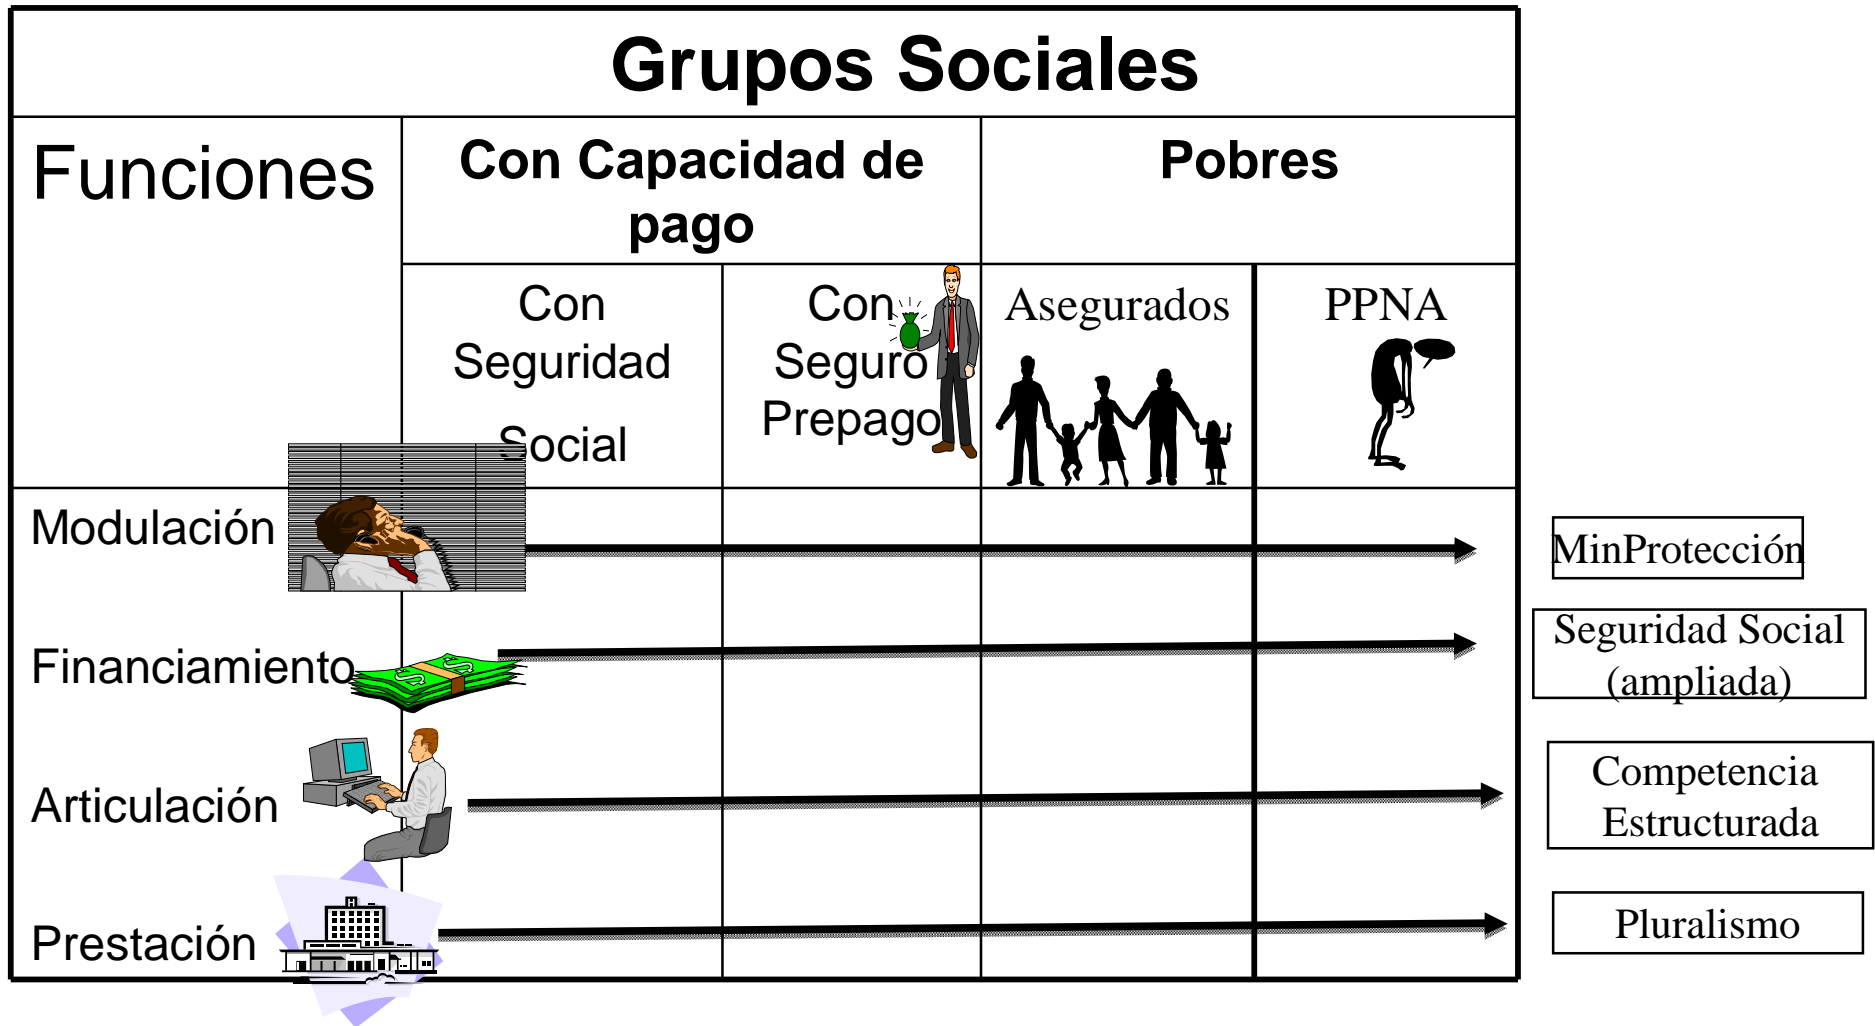 Grupos Sociales
Funciones
Con Capacidad de
pago
Pobres
Con
Seguridad
Social
Con
Seguro
Prepago
Asegurados
PPNA
Modulación
MinProtección
Financiamiento
Seguridad Social
(ampliada)
Articulación
Competencia
Estructurada
Prestación
Pluralismo